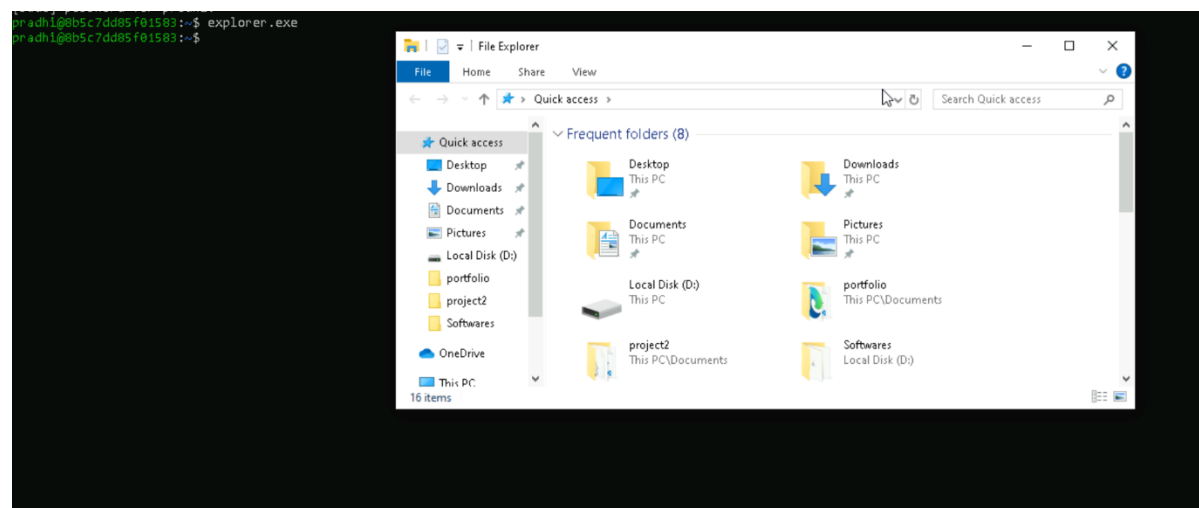 pradhi@8b5c7dd85f01583:~$ explorer.exe
pradhi@8b5c7dd85f01583:~$
File Explorer
File Home Share View
Quick access
Search Quick access
Quick access
Desktop
Downloads
Documents
Pictures
Local Disk (D:)
portfolio
project2
Softwares
OneDrive
This PC
Frequent folders (8)
Desktop
This PC
Downloads
This PC
Documents
This PC
Pictures
This PC
Local Disk (D:)
This PC
portfolio
This PC\Documents
project2
This PC\Documents
Softwares
Local Disk (D:)
16 items